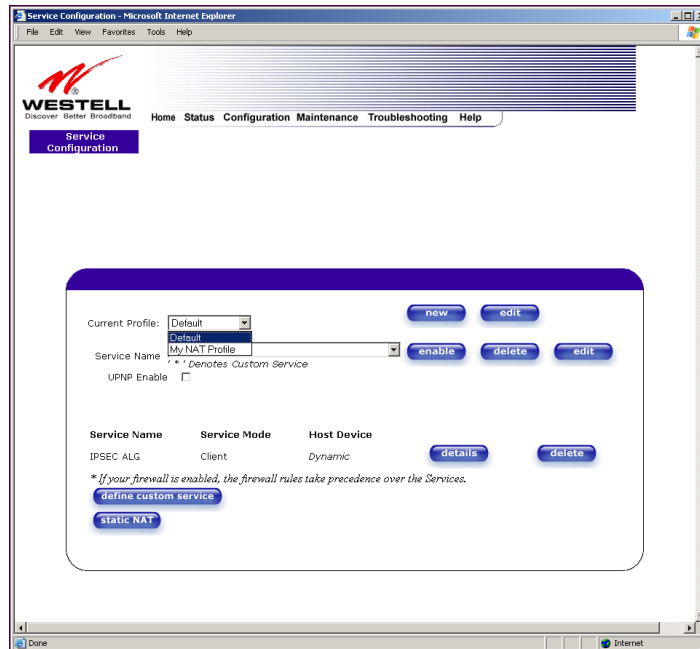 Service Configuration - Microsoft Internet Explorer
File Edit View Favorites Tools Help
WESTELL
®
Discover Better Broadband
Home Status Configuration Maintenance Troubleshooting Help
Service
Configuration
new edit
Current Profile: Default
Default
My NAT Profile
Service Name enable delete edit
' * ' Denotes Custom Service
UPNP Enable
Service Name Service Mode Host Device
IPSEC ALG Client Dynamic details delete
* If your firewall is enabled, the firewall rules take precedence over the Services.
define custom service
static NAT
Done Internet